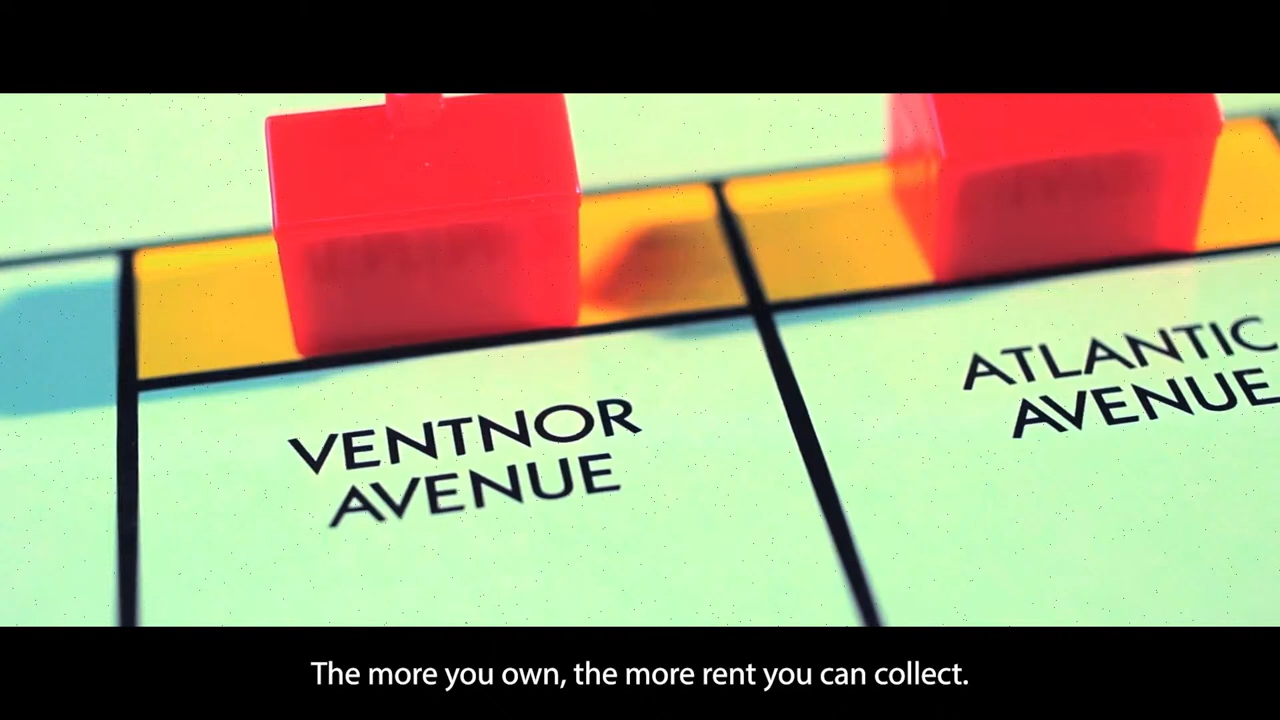 VENTNOR
AVENUE
ATLANTIC
AVENUE
The more you own, the more rent you can collect.